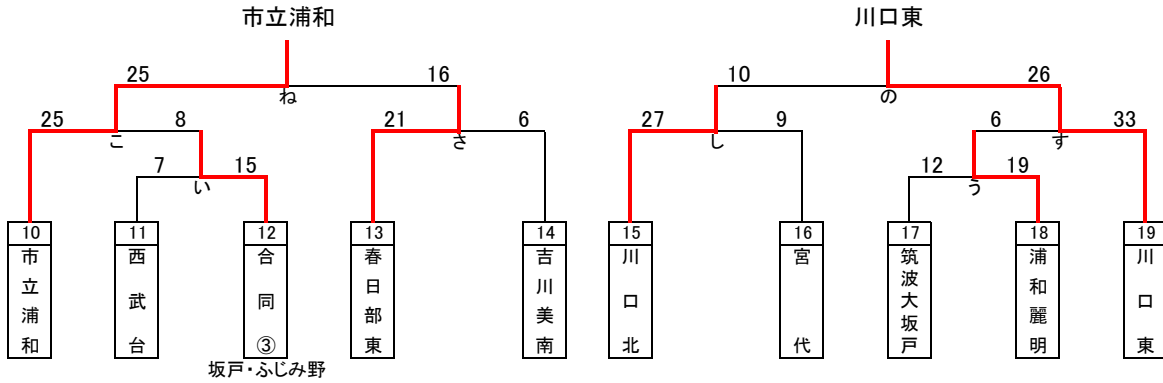 市立浦和 川口東
25 16 10 26
ね の
25 8 21 6 27 9 6 33
こ さ し す
7 15 12 19
い う
10 11 12 13 14 15 16 17 18 19
市立浦和 西武台 合同③ 春日部東 吉川美南 川口北 宮代 筑波大坂戸 浦和麗明 川口東
坂戸・ふじみ野